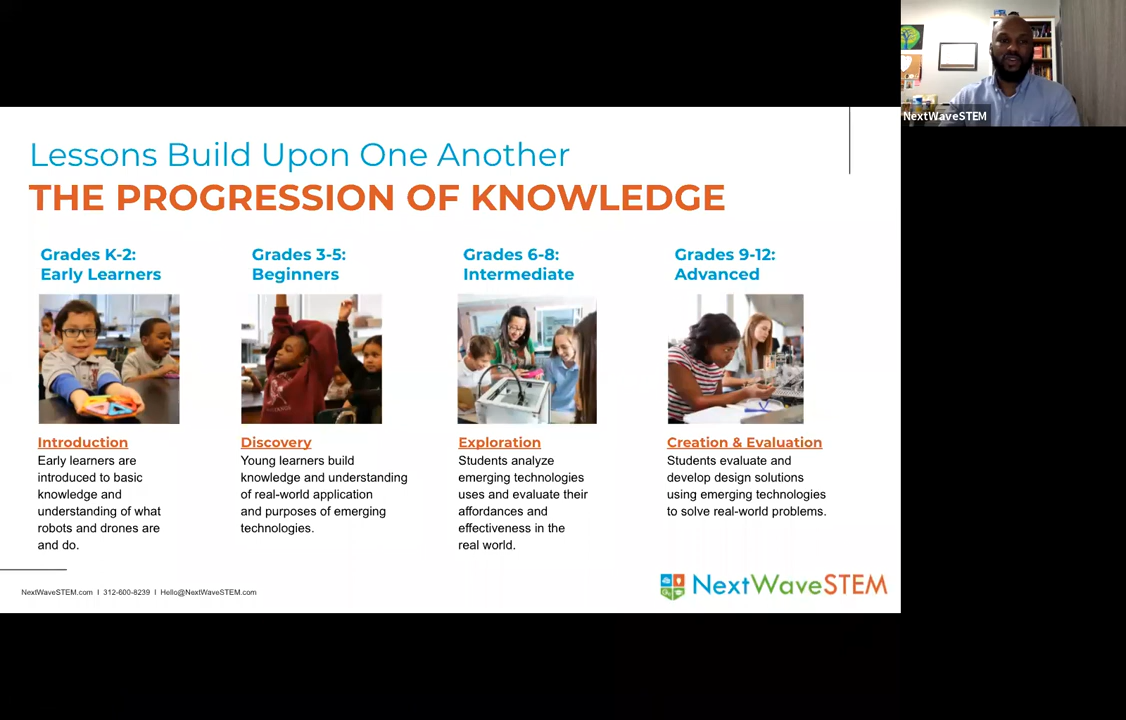 NextWaveSTEM
Lessons Build Upon One Another
THE PROGRESSION OF KNOWLEDGE
Grades K-2:
Early Learners
Introduction
Early learners are
introduced to basic
knowledge and
understanding of what
robots and drones are
and do.
Grades 3-5:
Beginners
Discovery
Young learners build
knowledge and understanding
of real-world application
and purposes of emerging
technologies.
Grades 6-8:
Intermediate
Exploration
Students analyze
emerging technologies
uses and evaluate their
affordances and
effectiveness in the
real world.
Grades 9-12:
Advanced
Creation & Evaluation
Students evaluate and
develop design solutions
using emerging technologies
to solve real-world problems.
NextWaveSTEM.com I 312-600-8239 I Hello@NextWaveSTEM.com
NextWaveSTEM